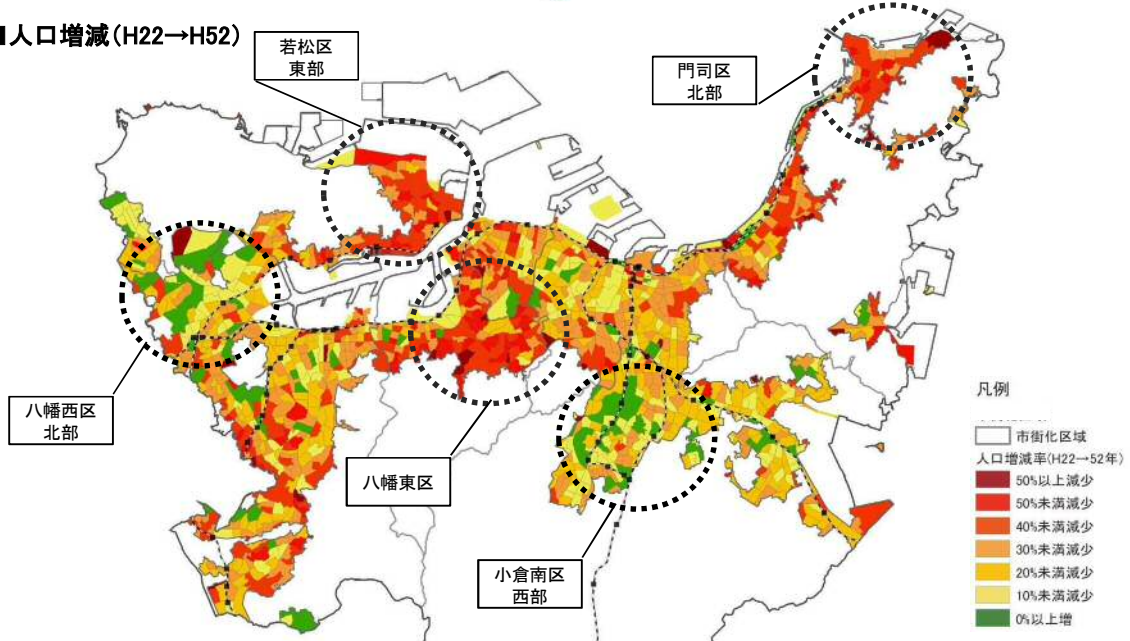 ■人口増減(H22→H52)
若松区
東部
門司区
北部
八幡西区
北部
八幡東区
小倉南区
西部
凡例
市街化区域
人口増減率(H22→52年)
50%以上減少
50%未満減少
40%未満減少
30%未満減少
20%未満減少
10%未満減少
0%以上増